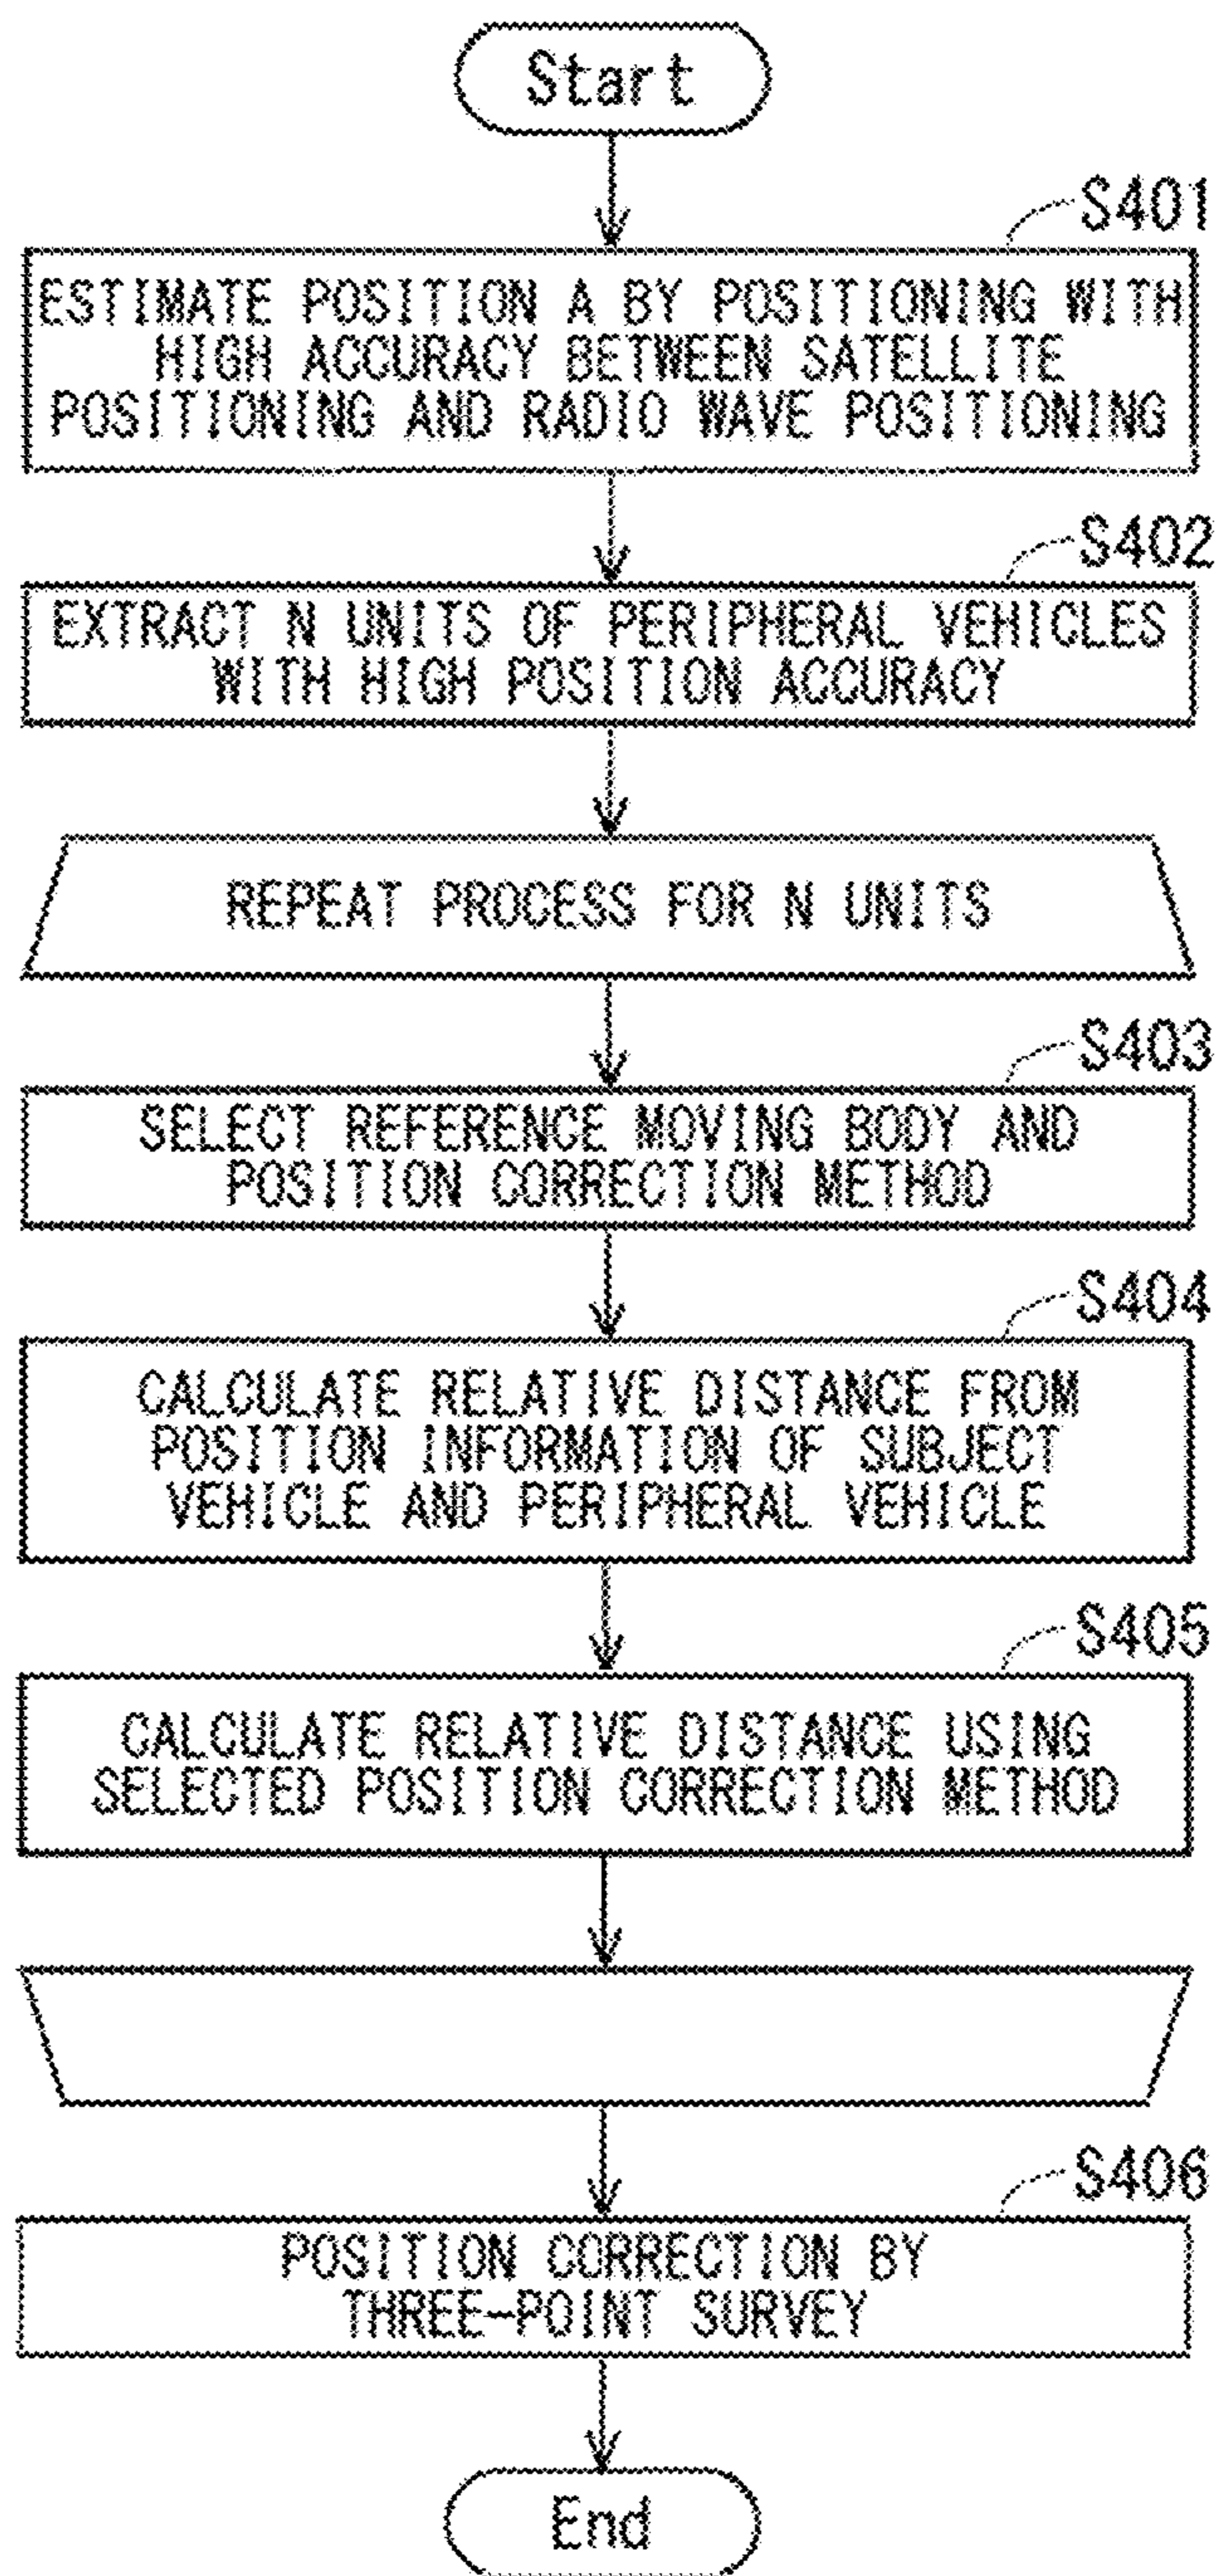 Start
S401
ESTIMATE POSITION A BY POSITIONING WITH
HIGH ACCURACY BETWEEN SATELLITE
POSITIONING AND RADIO WAVE POSITIONING
S402
EXTRACT N UNITS OF PERIPHERAL VEHICLES
WITH HIGH POSITION ACCURACY
REPEAT PROCESS FOR N UNITS
S403
SELECT REFERENCE MOVING BODY AND
POSITION CORRECTION METHOD
S404
CALCULATE RELATIVE DISTANCE FROM
POSITION INFORMATION OF SUBJECT
VEHICLE AND PERIPHERAL VEHICLE
S405
CALCULATE RELATIVE DISTANCE USING
SELECTED POSITION CORRECTION METHOD
S406
POSITION CORRECTION BY
THREE-POINT SURVEY
End